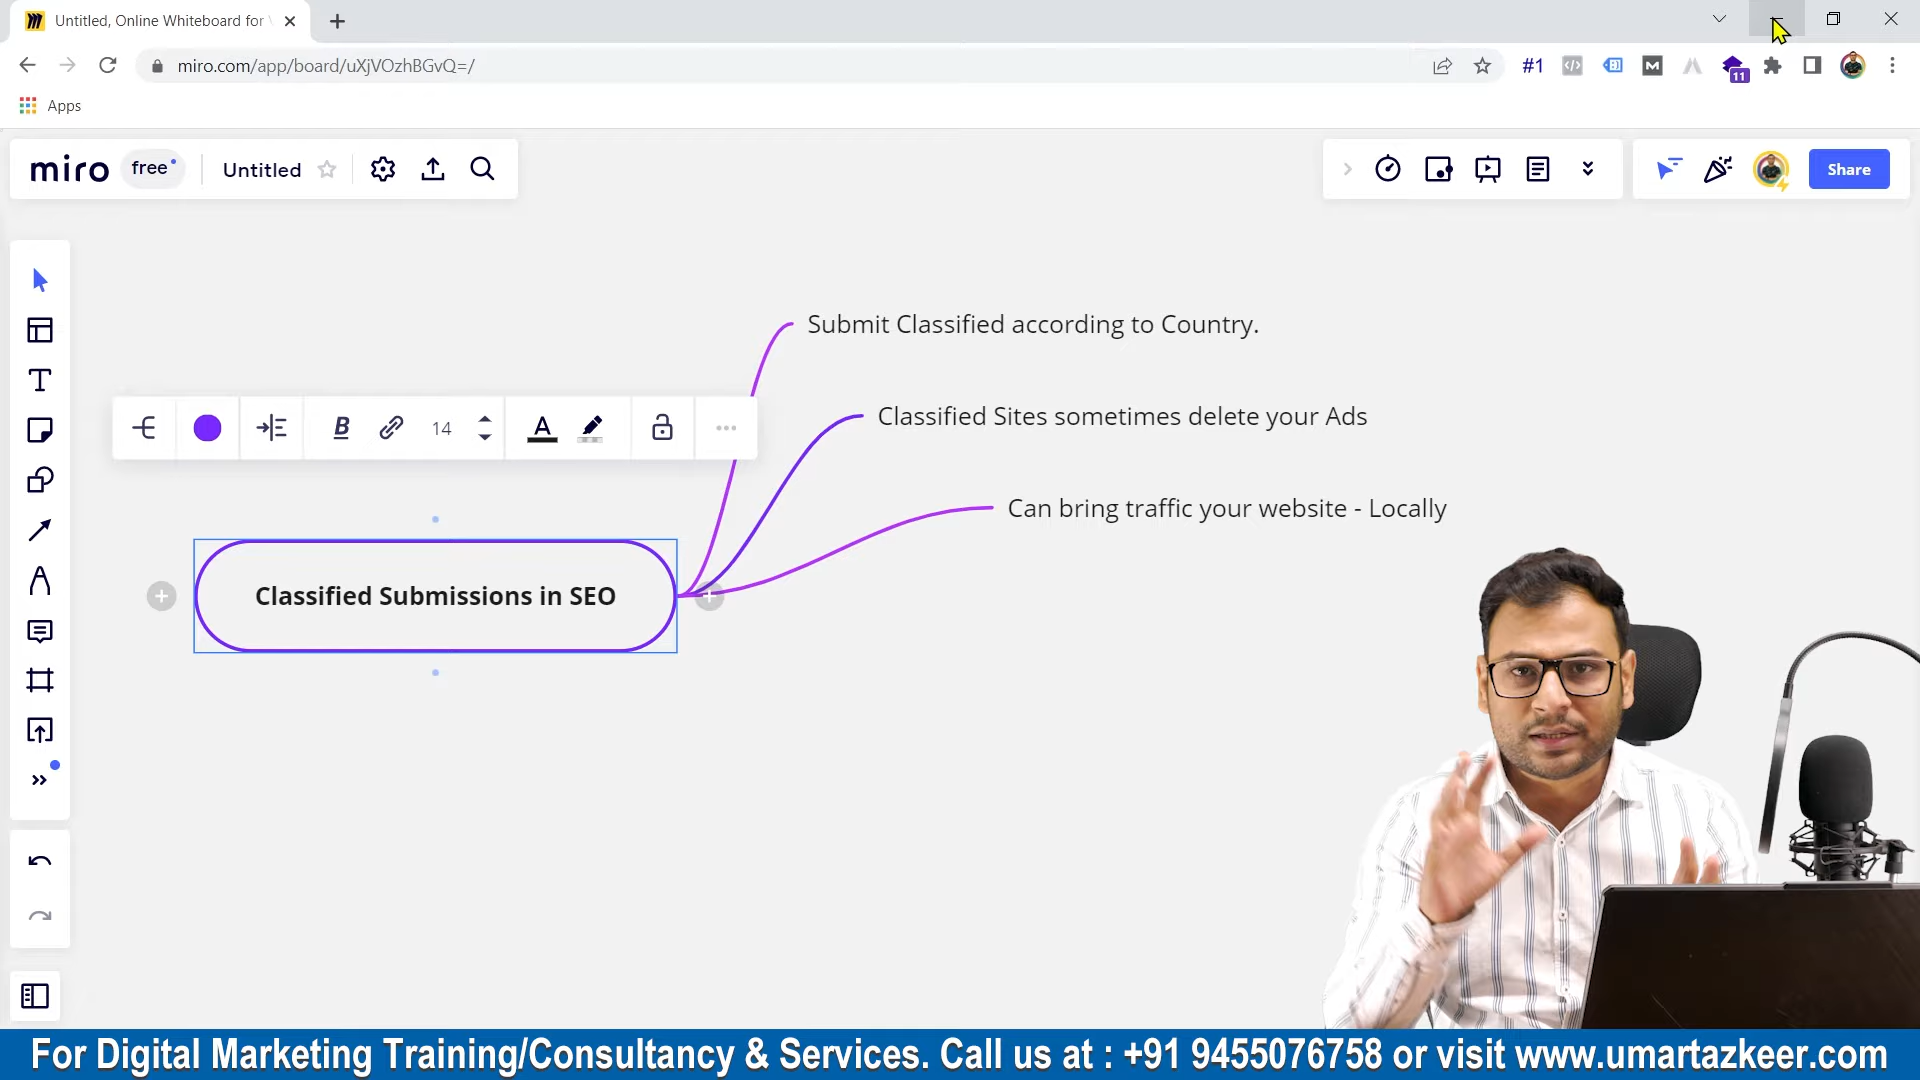 Untitled, Online Whiteboard for
miro.com/app/board/uXjVOzhBGvQ=/
#1
M
11
Apps
miro
free
Untitled
Share
Submit Classified according to Country.
Classified Sites sometimes delete your Ads
B
14
A
Can bring traffic your website - Locally
Classified Submissions in SEO
For Digital Marketing Training/Consultancy & Services. Call us at : +91 9455076758 or visit www.umartazkeer.com